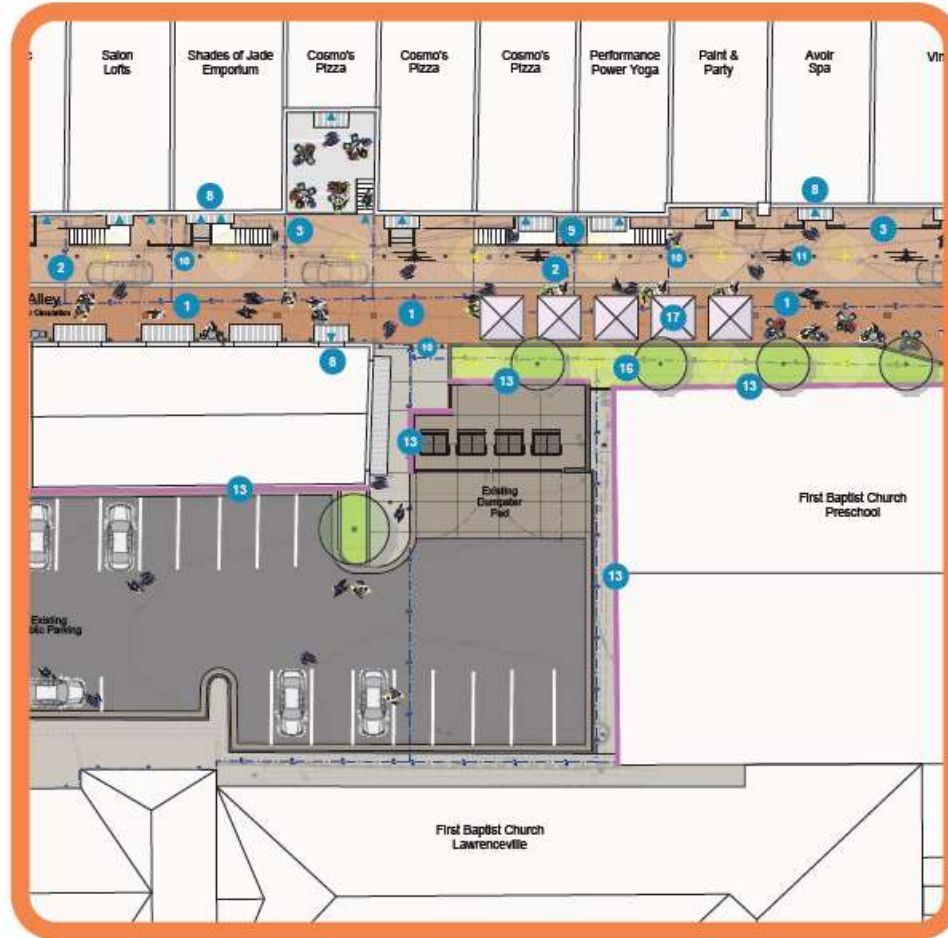 Salon
Lofts
Shades of Jade
Emporium
Cosmo's
Pizza
Cosmo's
Pizza
Cosmo's
Pizza
Performance
Power Yoga
Paint &
Party
Avoir
Spa
8
8
3
9
3
2
10
2
10
11
Alley
Circulation
1
1
17
1
10
8
16
13
13
13
13
Existing
Dumpster
Pad
First Baptist Church
Preschool
13
Existing
Parking
First Baptist Church
Lawrenceville